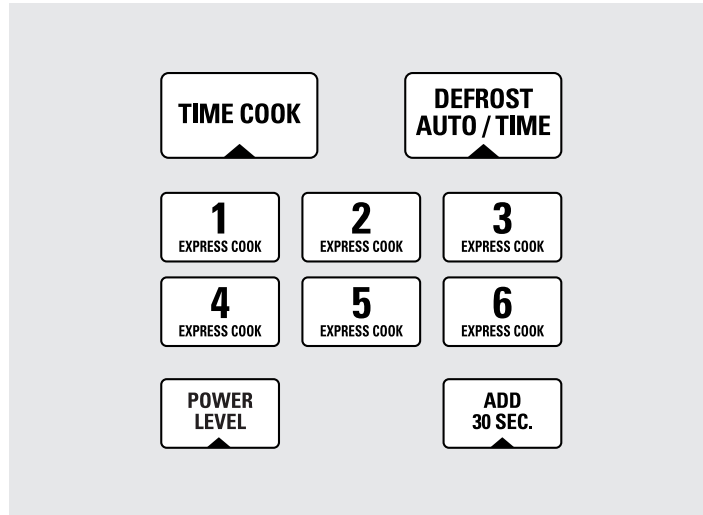 TIME COOK
DEFROST
AUTO / TIME
1
EXPRESS COOK
2
EXPRESS COOK
3
EXPRESS COOK
4
EXPRESS COOK
5
EXPRESS COOK
6
EXPRESS COOK
POWER
LEVEL
ADD
30 SEC.